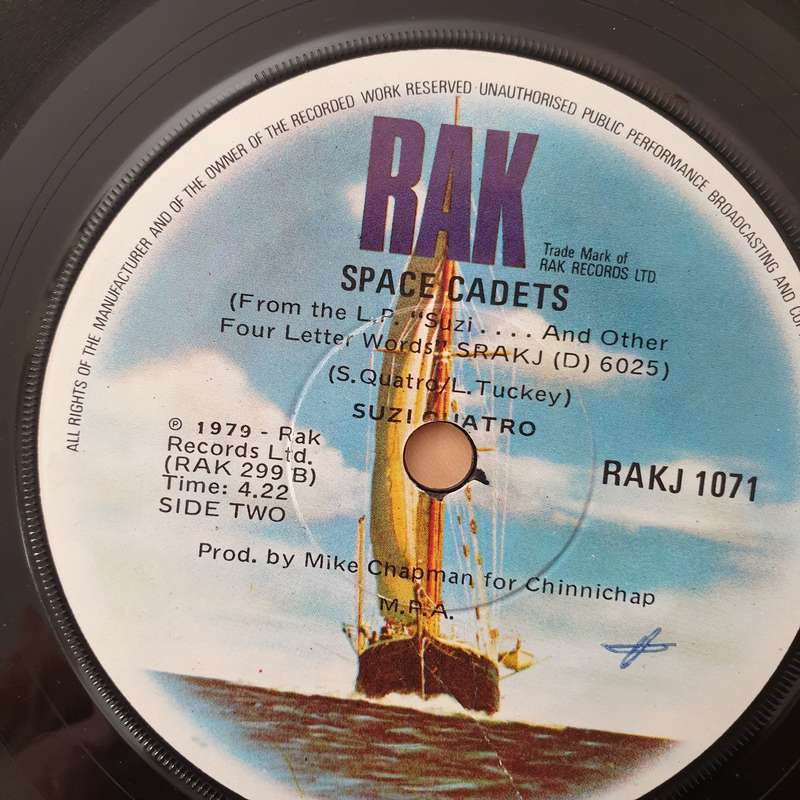 ALL RIGHTS OF THE MANUFACTURER AND OF THE OWNER OF THE RECORDED WORK RESERVED · UNAUTHORISED PUBLIC PERFORMANCE BROADCASTING AND
RAK
Trade Mark of
RAK RECORDS LTD.
SPACE CADETS
(From the L.P. "Suzi.... And Other
Four Letter Words" SRAKJ (D) 6025)
(S.Quatro/L.Tuckey)
SUZI QUATRO
℗ 1979 - Rak
Records Ltd.
(RAK 299 B)
Time: 4.22
SIDE TWO
RAKJ 1071
Prod. by Mike Chapman for Chinnichap
M.P.A.